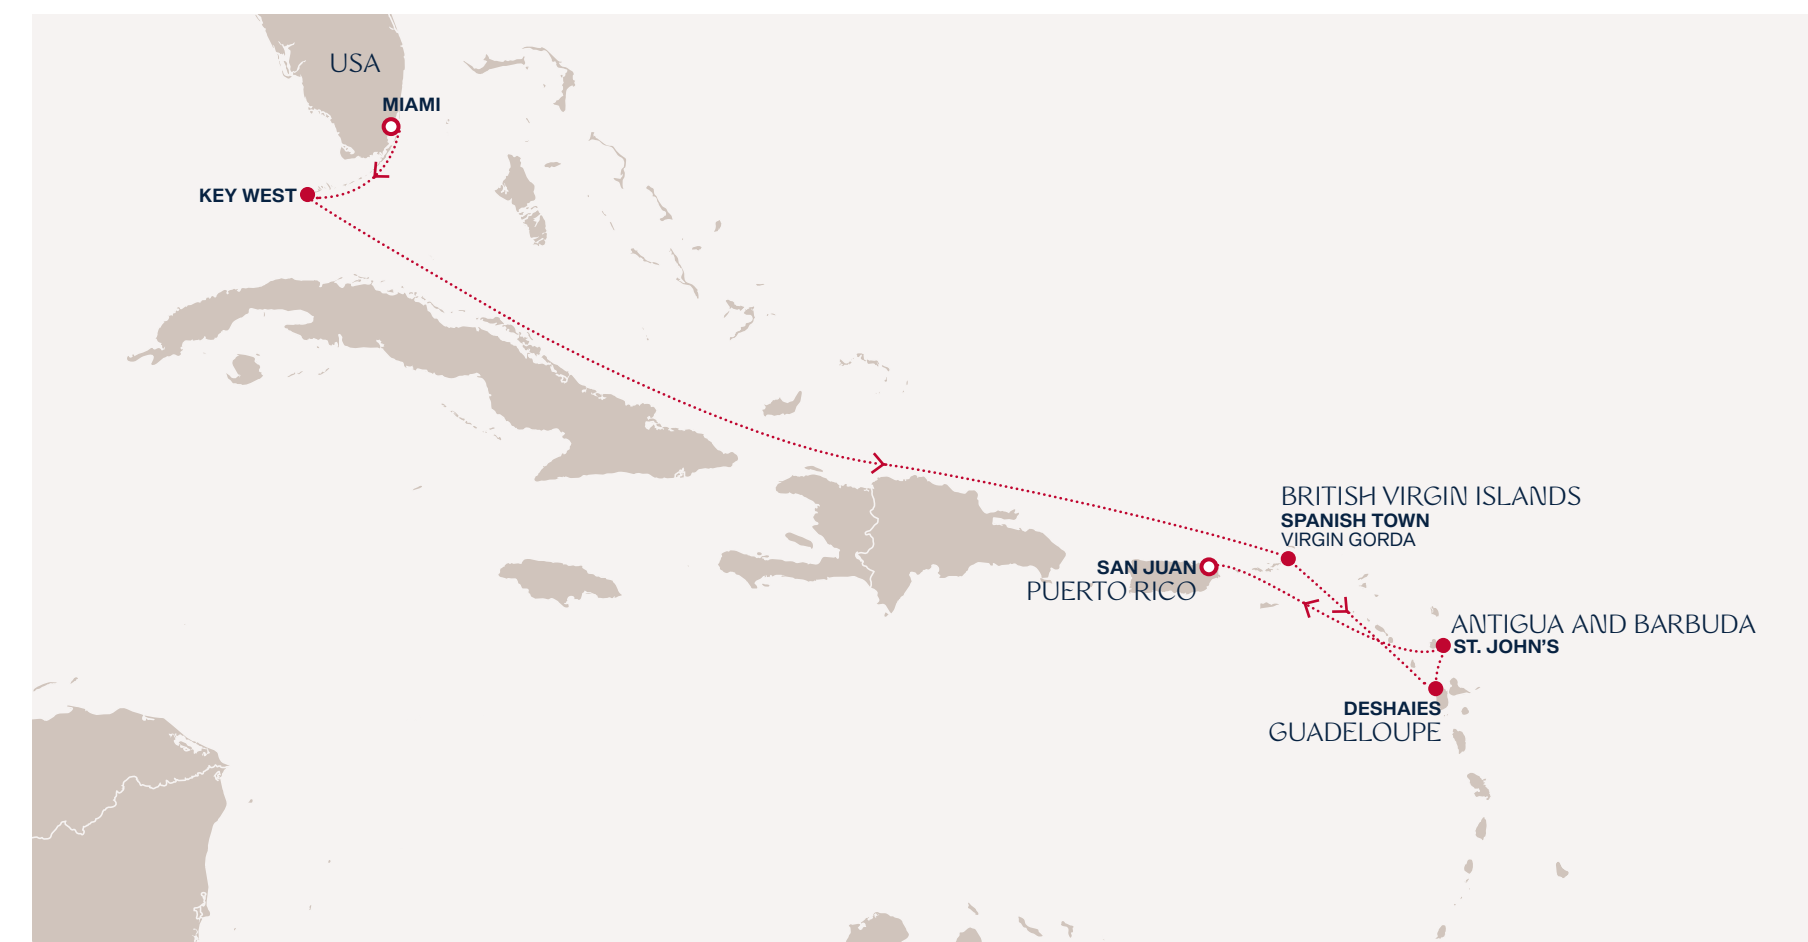 USA
MIAMI
KEY WEST
BRITISH VIRGIN ISLANDS
SPANISH TOWN
VIRGIN GORDA
SAN JUAN
PUERTO RICO
ANTIGUA AND BARBUDA
ST. JOHN'S
DESHAIES
GUADELOUPE